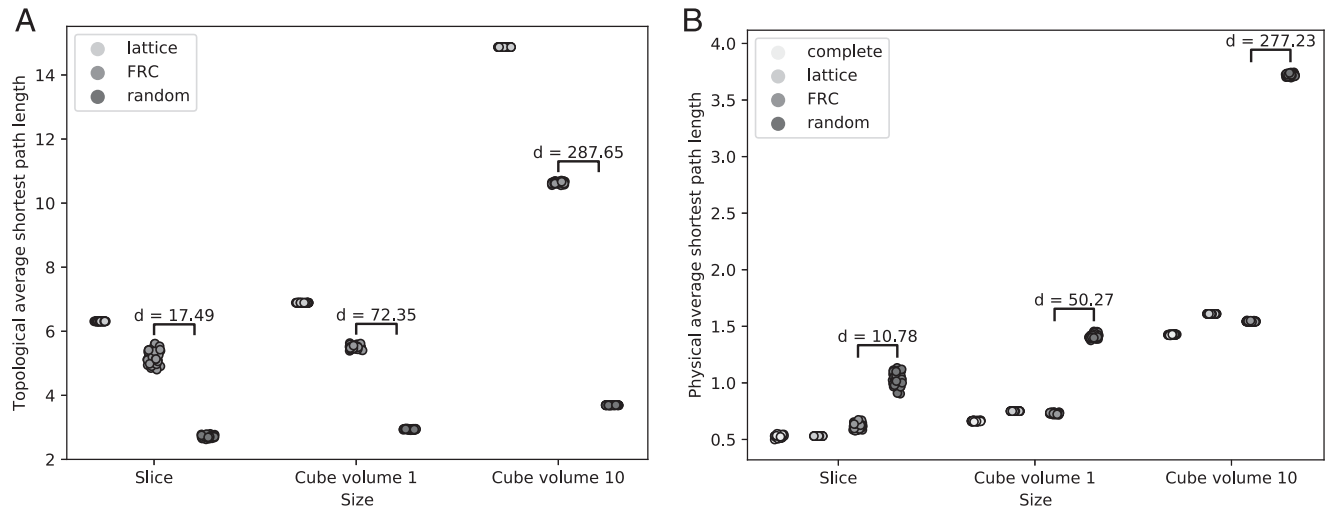 A
Topological average shortest path length
14
12
10
8
6
4
2
lattice
FRC
random
d = 17.49
d = 72.35
d = 287.65
Slice
Cube volume 1
Cube volume 10
Size
B
Physical average shortest path length
4.0
3.5
3.0
2.5
2.0
1.5
1.0
0.5
complete
lattice
FRC
random
d = 10.78
d = 50.27
d = 277.23
Slice
Cube volume 1
Cube volume 10
Size